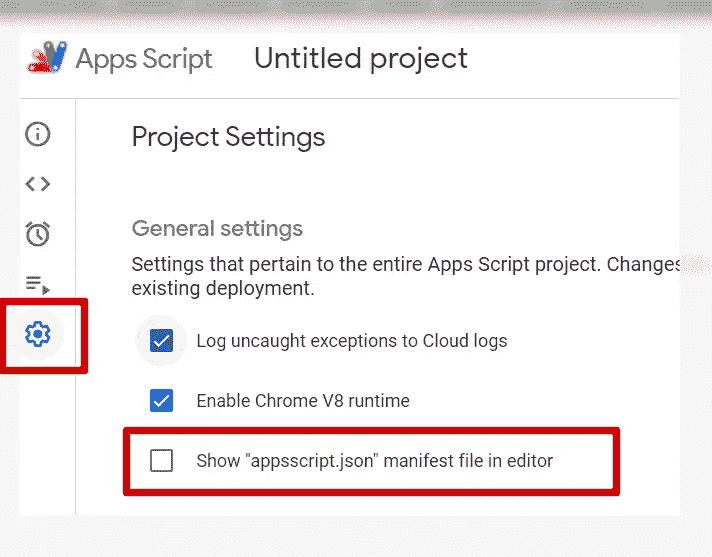 Apps Script Untitled project
Project Settings
General settings
Settings that pertain to the entire Apps Script project. Changes
existing deployment.
Log uncaught exceptions to Cloud logs
Enable Chrome V8 runtime
Show "appsscript.json" manifest file in editor